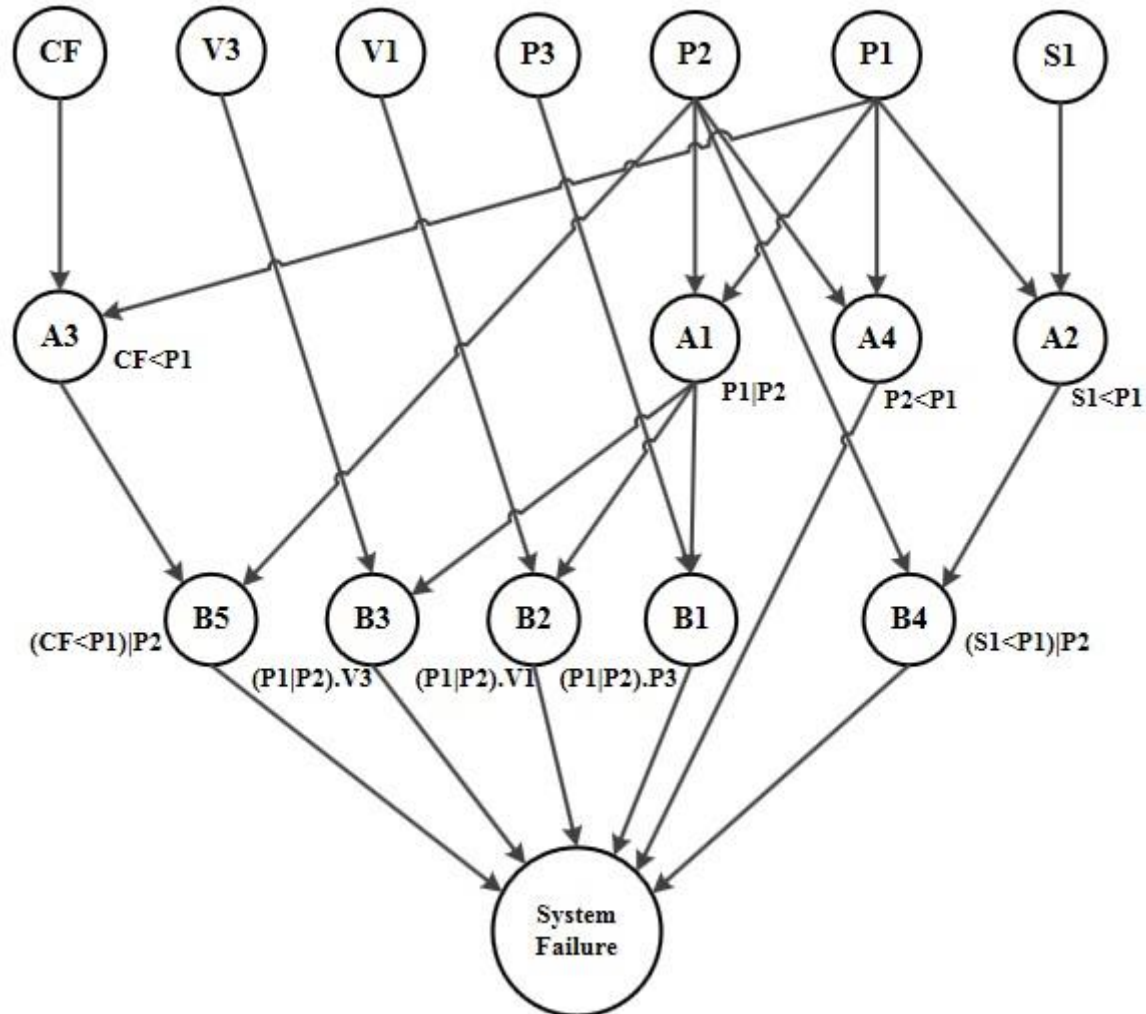 CF
V3
V1
P3
P2
P1
S1
A3
CF<P1
A1
P1|P2
A4
P2<P1
A2
S1<P1
B5
(CF<P1)|P2
B3
(P1|P2).V3
B2
(P1|P2).V1
B1
(P1|P2).P3
B4
(S1<P1)|P2
System
Failure